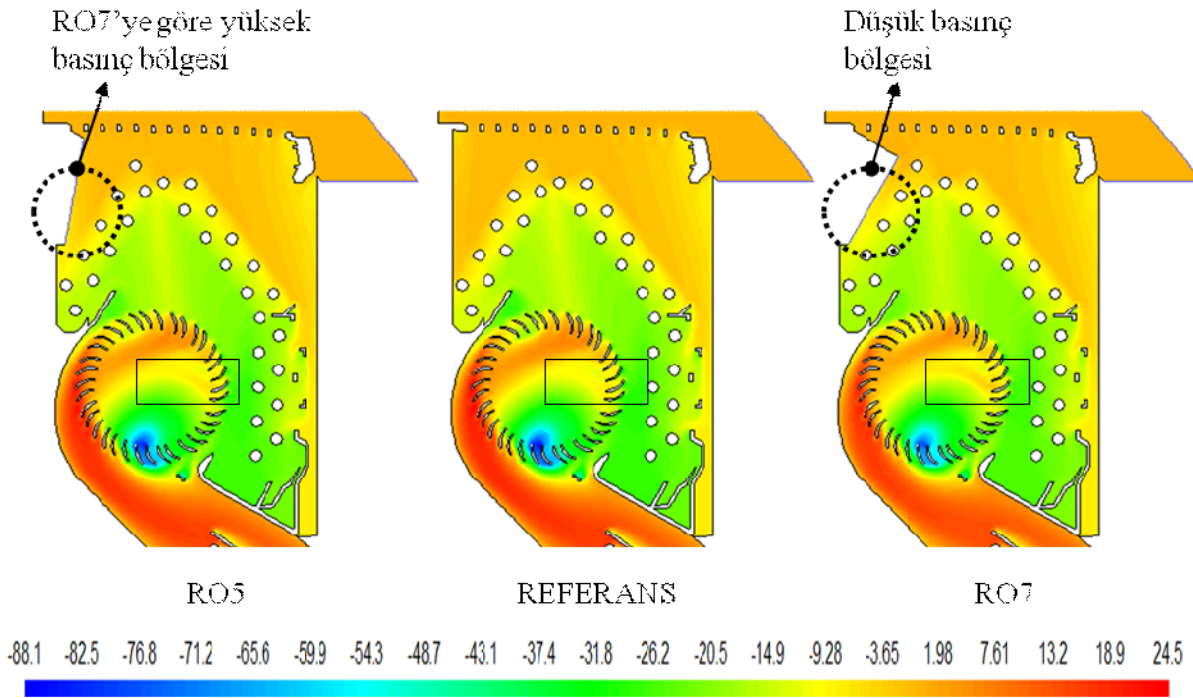 RO7’ye göre yüksek
basınç bölgesi
Düşük basınç
bölgesi
RO5
REFERANS
RO7
-88.1 -82.5 -76.8 -71.2 -65.6 -59.9 -54.3 -48.7 -43.1 -37.4 -31.8 -26.2 -20.5 -14.9 -9.28 -3.65 1.98 7.61 13.2 18.9 24.5